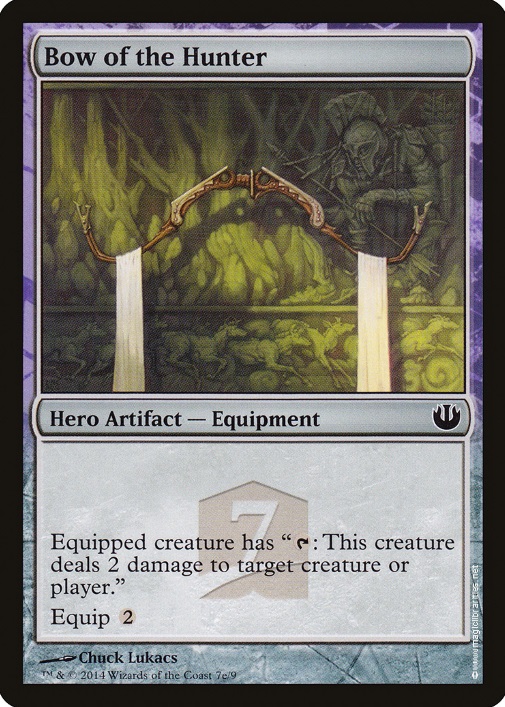 Bow of the Hunter
Hero Artifact — Equipment
7
Equipped creature has “ : This creature
deals 2 damage to target creature or
player.”
Equip 2
Chuck Lukacs
™ & © 2014 Wizards of the Coast 7e/9